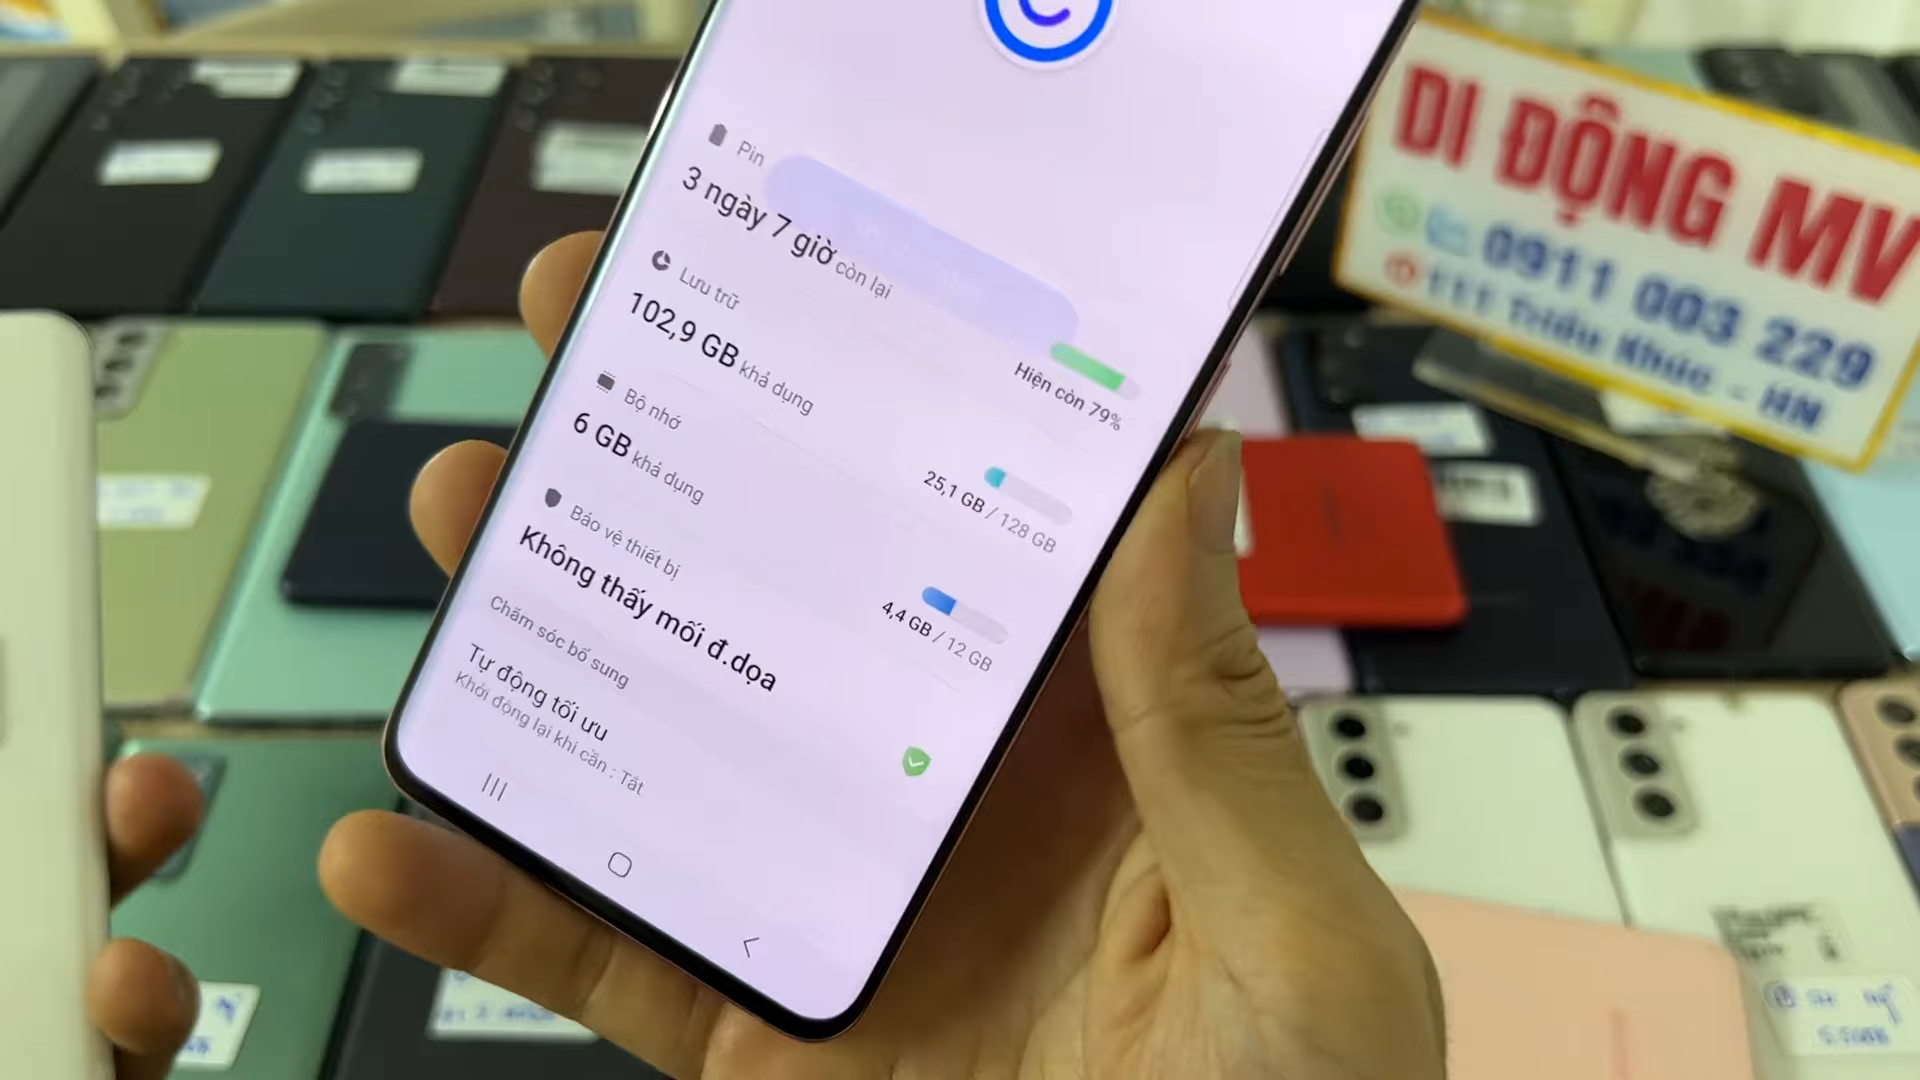 Pin
3 ngày 7 giờ còn lại
Hiện còn 79%
Lưu trữ
102,9 GB khả dụng
25,1 GB / 128 GB
Bộ nhớ
6 GB khả dụng
4,4 GB / 12 GB
Bảo vệ thiết bị
Không thấy mối đ.dọa
Chăm sóc bổ sung
Tự động tối ưu
Khởi động lại khi cần : Tắt
DI ĐỘNG MV
0911 003 229
111 Triều Khúc - HN